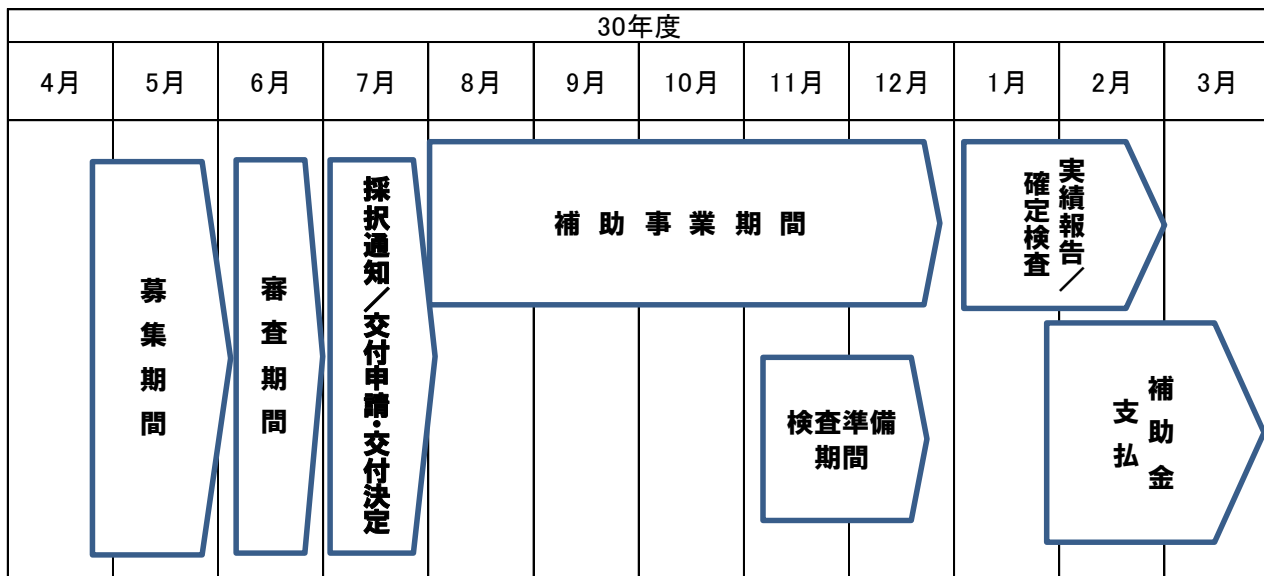 30年度
4月 5月 6月 7月 8月 9月 10月 11月 12月 1月 2月 3月
募集期間
審査期間
採択通知／交付申請・交付決定
補助事業期間
検査準備
期間
実績報告／
確定検査
補助金
支払